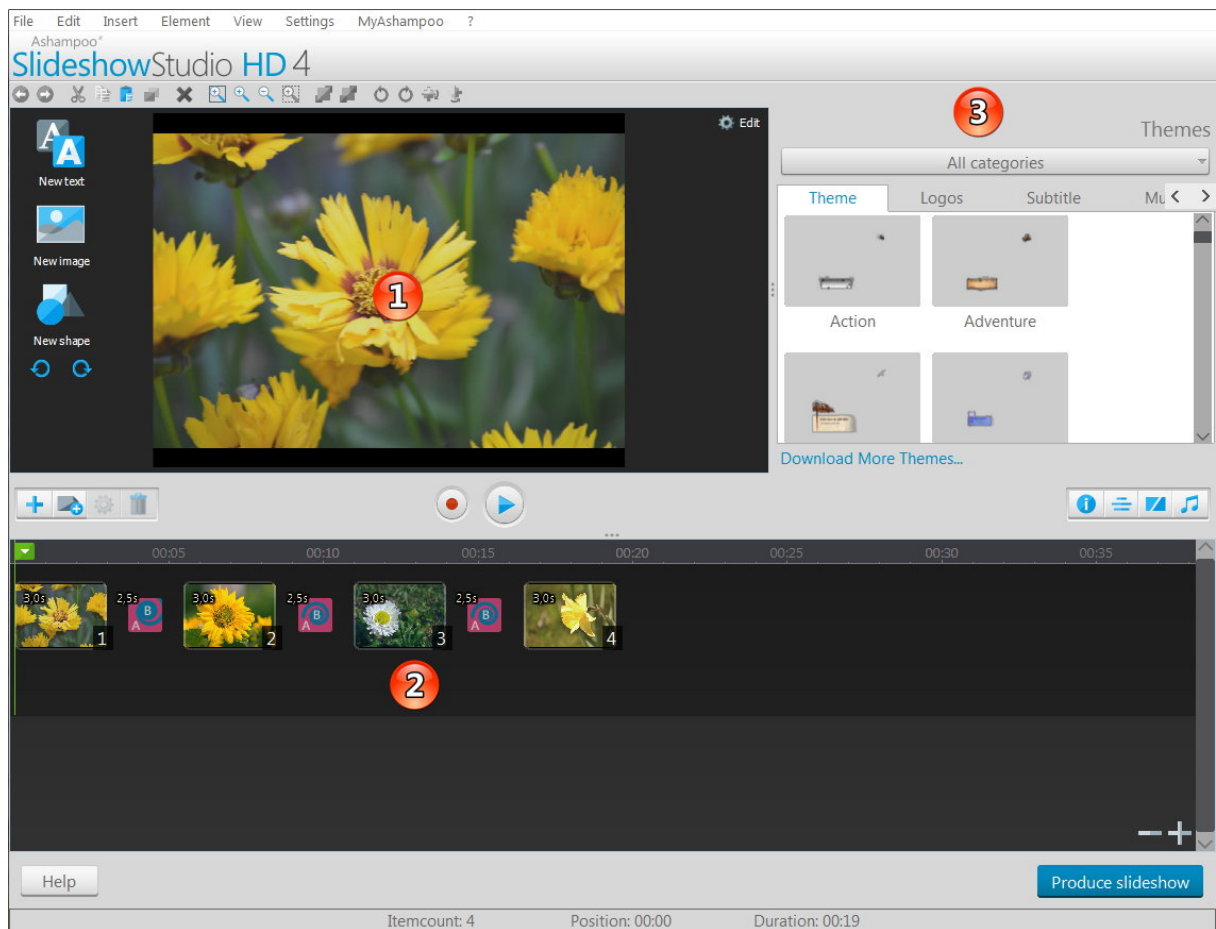 File Edit Insert Element View Settings MyAshampoo ?
Ashampoo®
SlideshowStudio HD 4
Edit
New text
New image
New shape
1
3
Themes
All categories
Theme Logos Subtitle Mu
Action Adventure
Download More Themes...
00:05 00:10 00:15 00:20 00:25 00:30 00:35
3,0s 2,5s 3,0s 2,5s 3,0s 2,5s 3,0s
B B B
A A A
1 2 3 4
2
Help
Produce slideshow
Itemcount: 4 Position: 00:00 Duration: 00:19